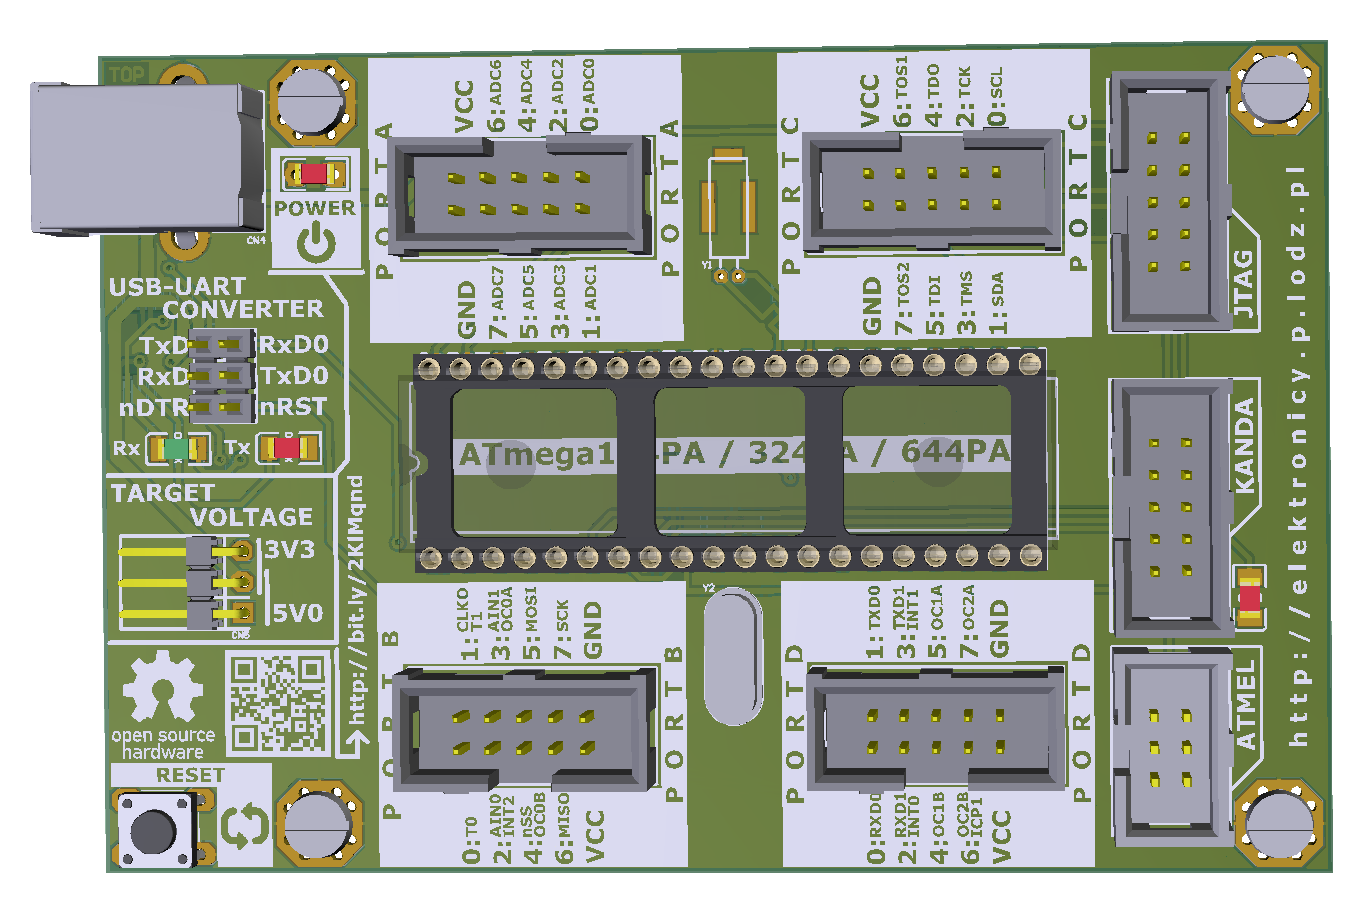 TOP
CN4
POWER
USB-UART
CONVERTER
TxD RxD0
RxD TxD0
nDTR nRST
Rx Tx
TARGET
VOLTAGE
3V3
5V0
CN5
http://bit.ly/2KIMqnd
open source
hardware
RESET
PORTA
VCC
6:ADC6
4:ADC4
2:ADC2
0:ADC0
PORTA
GND
7:ADC7
5:ADC5
3:ADC3
1:ADC1
Y1
PORTC
VCC
6:TOS1
4:TDO
2:TCK
0:SCL
PORTC
GND
7:TOS2
5:TDI
3:TMS
1:SDA
ATmega1 PA / 324 A / 644PA
PORTB
1:CLKO T1
3:AIN1 OC0A
5:MOSI
7:SCK
GND
PORTB
0:T0
2:AIN0 INT2
4:nSS OC0B
6:MISO
VCC
Y2
PORTD
1:TXD0
3:TXD1 INT1
5:OC1A
7:OC2A
GND
PORTD
0:RXD0
2:RXD1 INT0
4:OC1B
6:OC2B ICP1
VCC
JTAG
KANDA
ATMEL
http://elektronicy.p.lodz.pl